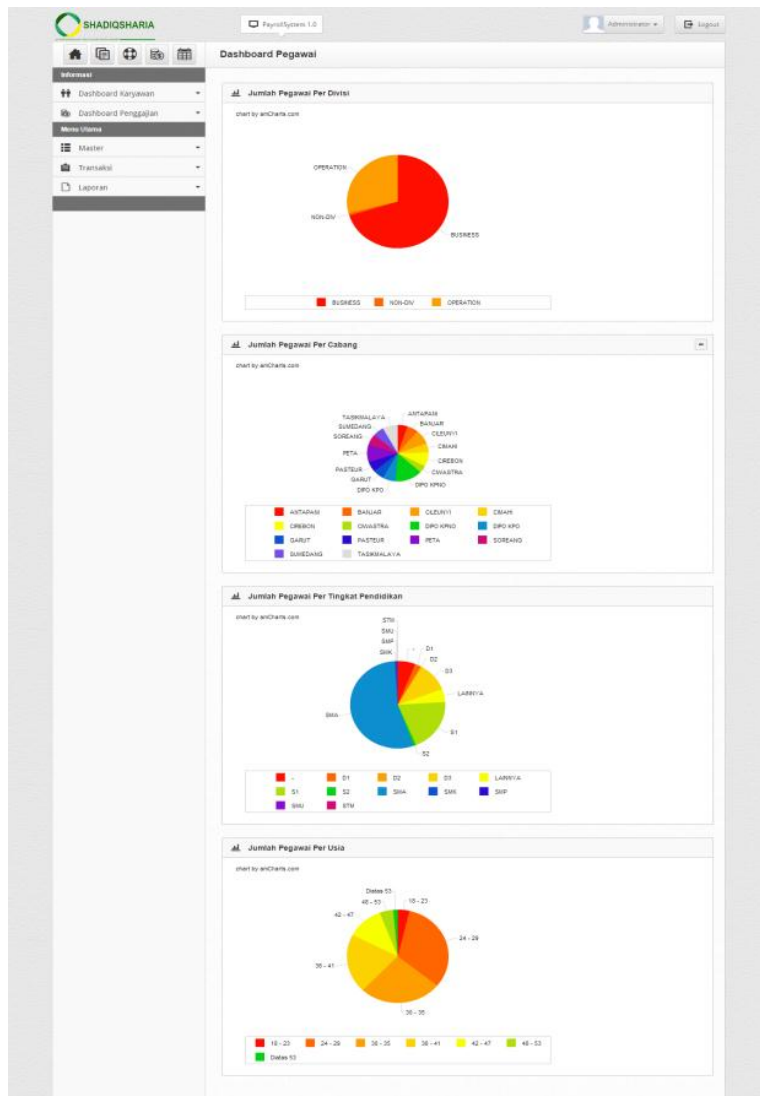 SHADIQSHARIA
PayrollSystem 1.0
Administrator
Logout
Dashboard Pegawai
Informasi
Dashboard Karyawan
Dashboard Penggajian
Menu Utama
Master
Transaksi
Laporan
Jumlah Pegawai Per Divisi
chart by amCharts.com
OPERATION
NON-DIV
BUSINESS
BUSINESS NON-DIV OPERATION
Jumlah Pegawai Per Cabang
chart by amCharts.com
TASIKMALAYA ANTAPANI
SUMEDANG BANJAR
SOREANG CILEUNYI
PETA CIMAHI
CIREBON
PASTEUR CIWASTRA
GARUT DIPO KPNO
DIPO KPO
ANTAPANI BANJAR CILEUNYI CIMAHI
CIREBON CIWASTRA DIPO KPNO DIPO KPO
GARUT PASTEUR PETA SOREANG
SUMEDANG TASIKMALAYA
Jumlah Pegawai Per Tingkat Pendidikan
chart by amCharts.com
STM
SMU
SMP
SMK - D1
D2
D3
LAINNYA
SMA
S1
S2
- D1 D2 D3 LAINNYA
S1 S2 SMA SMK SMP
SMU STM
Jumlah Pegawai Per Usia
chart by amCharts.com
Diatas 53
48 - 53 18 - 23
42 - 47
24 - 29
36 - 41
30 - 35
18 - 23 24 - 29 30 - 35 36 - 41 42 - 47 48 - 53
Diatas 53